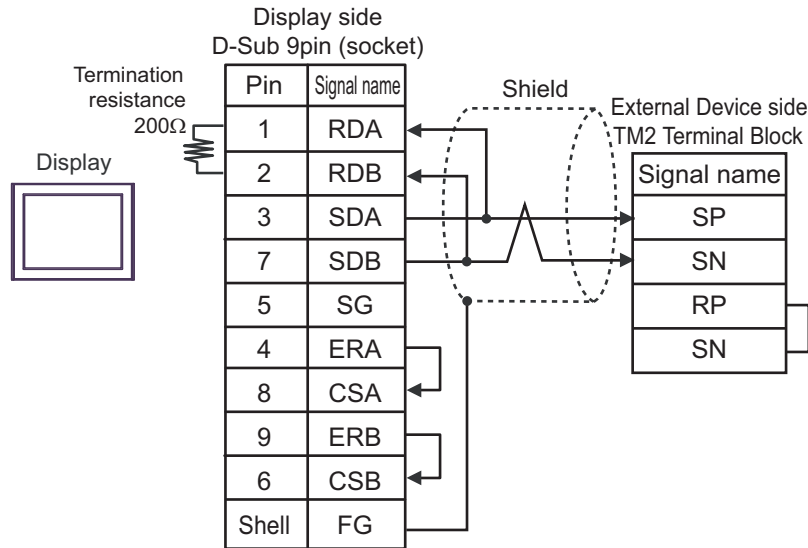 Display side
D-Sub 9pin (socket)
Termination
resistance
200Ω
Display
Pin Signal name
1 RDA
2 RDB
3 SDA
7 SDB
5 SG
4 ERA
8 CSA
9 ERB
6 CSB
Shell FG
Shield
External Device side
TM2 Terminal Block
Signal name
SP
SN
RP
SN